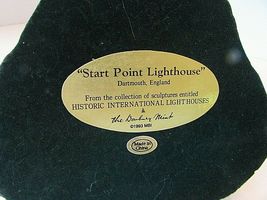 "Start Point Lighthouse"
Dartmouth, England
From the collection of sculptures entitled
HISTORIC INTERNATIONAL LIGHTHOUSES
&
The Danbury Mint
©1993 MBI
Made in
China